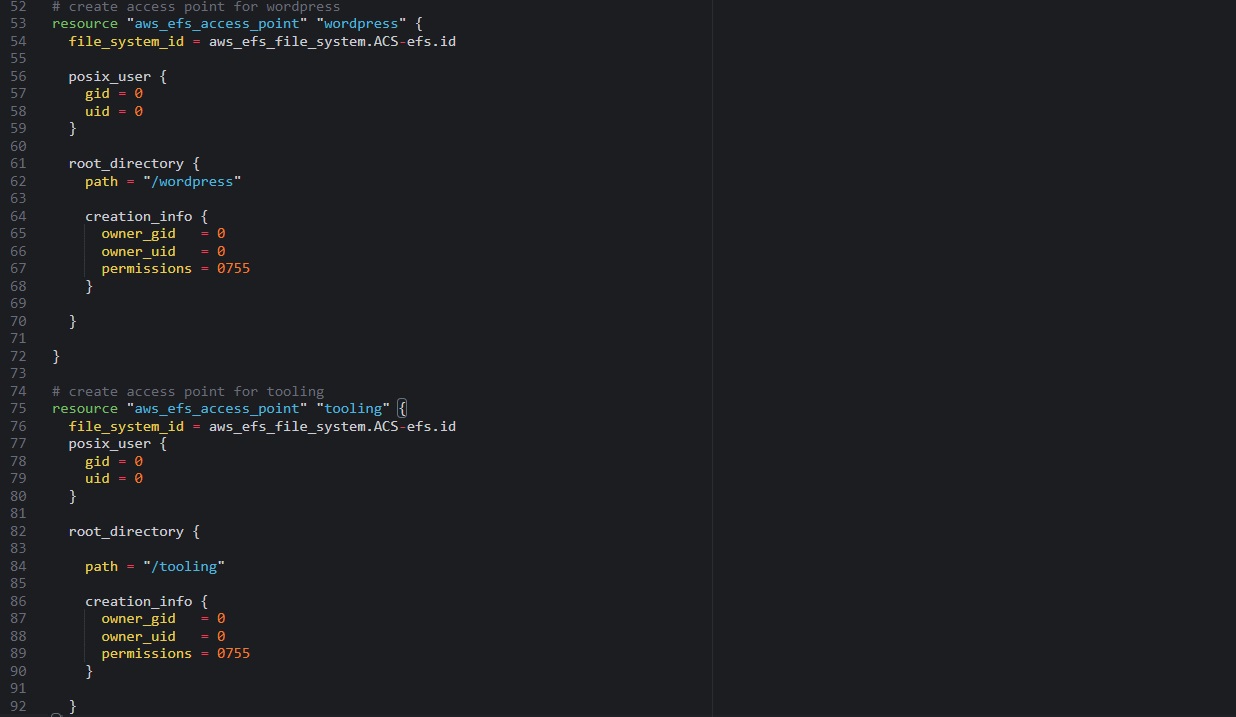 52 # create access point for wordpress
53 resource "aws_efs_access_point" "wordpress" {
54   file_system_id = aws_efs_file_system.ACS-efs.id
55
56   posix_user {
57     gid = 0
58     uid = 0
59   }
60
61   root_directory {
62     path = "/wordpress"
63
64     creation_info {
65       owner_gid   = 0
66       owner_uid   = 0
67       permissions = 0755
68     }
69
70   }
71
72 }
73
74 # create access point for tooling
75 resource "aws_efs_access_point" "tooling" {
76   file_system_id = aws_efs_file_system.ACS-efs.id
77   posix_user {
78     gid = 0
79     uid = 0
80   }
81
82   root_directory {
83
84     path = "/tooling"
85
86     creation_info {
87       owner_gid   = 0
88       owner_uid   = 0
89       permissions = 0755
90     }
91
92   }